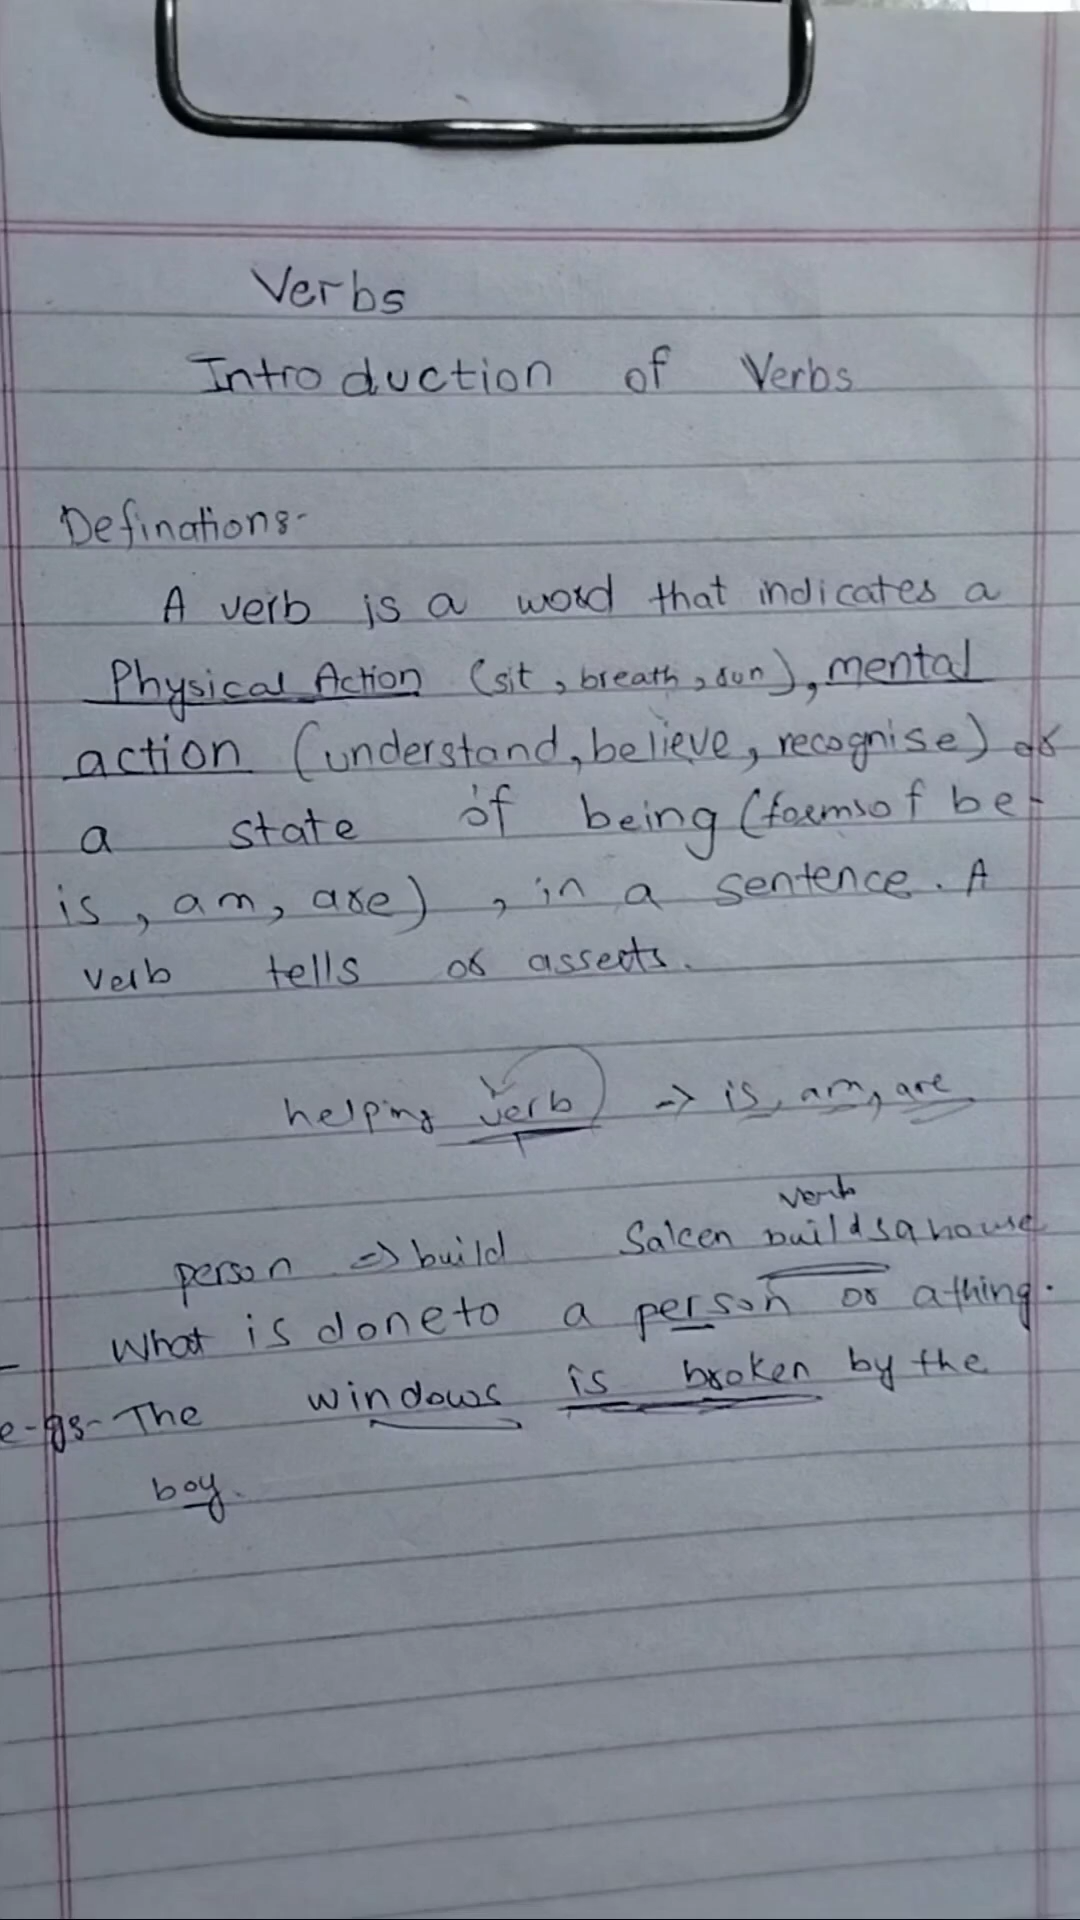 Verbs
Introduction of Verbs
Definations-
A verb is a word that indicates a
Physical Action (sit, breath, run), mental
action (understand, believe, recognise) or
a state of being (forms of be-
is, am, are), in a sentence. A
verb tells or asserts.
helping verb -> is, am, are
verb
person => build Saleen builds a house
- What is done to a person or a thing.
e-gs- The windows is broken by the
boy.